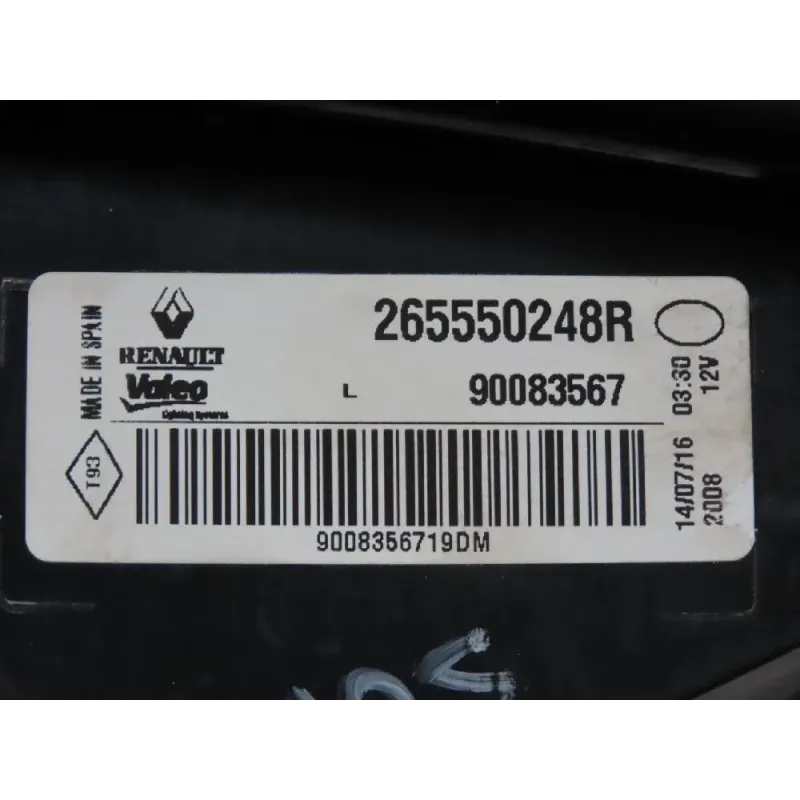 MADE IN SPAIN
RENAULT
Valeo
Lighting Systems
265550248R
L
90083567
T93
9008356719DM
14/07/16 03:30
2008 12V